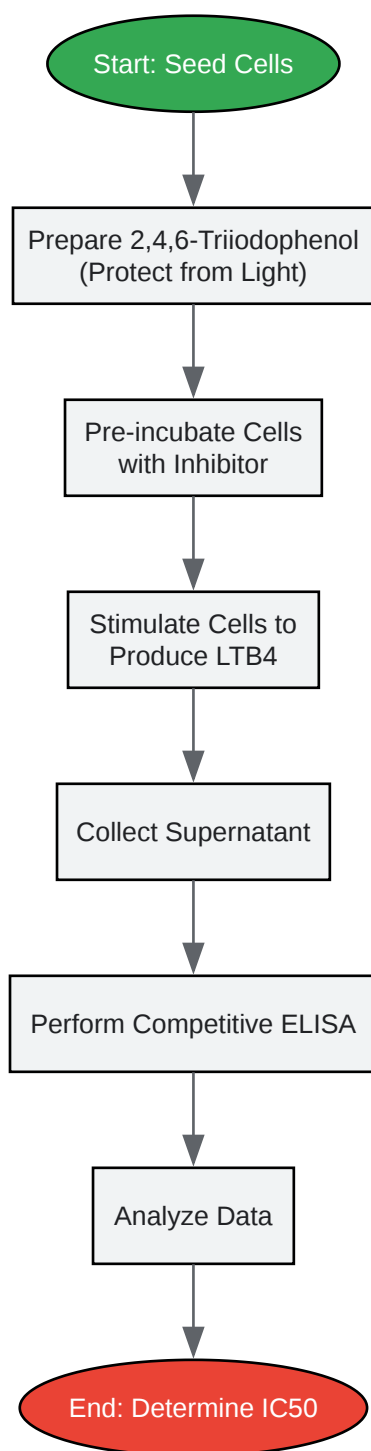 Start: Seed Cells
Prepare 2,4,6-Triiodophenol
(Protect from Light)
Pre-incubate Cells
with Inhibitor
Stimulate Cells to
Produce LTB4
Collect Supernatant
Perform Competitive ELISA
Analyze Data
End: Determine IC50